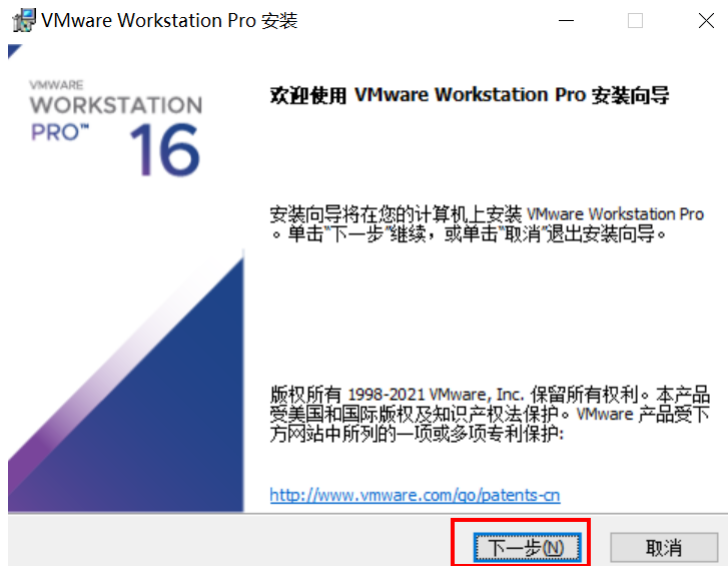 VMware Workstation Pro 安装
VMWARE
WORKSTATION
PRO™ 16
欢迎使用 VMware Workstation Pro 安装向导
安装向导将在您的计算机上安装 VMware Workstation Pro
。单击"下一步"继续，或单击"取消"退出安装向导。
版权所有 1998-2021 VMware, Inc. 保留所有权利。本产品
受美国和国际版权及知识产权法保护。VMware 产品受下
方网站中所列的一项或多项专利保护:
http://www.vmware.com/go/patents-cn
下一步(N)
取消